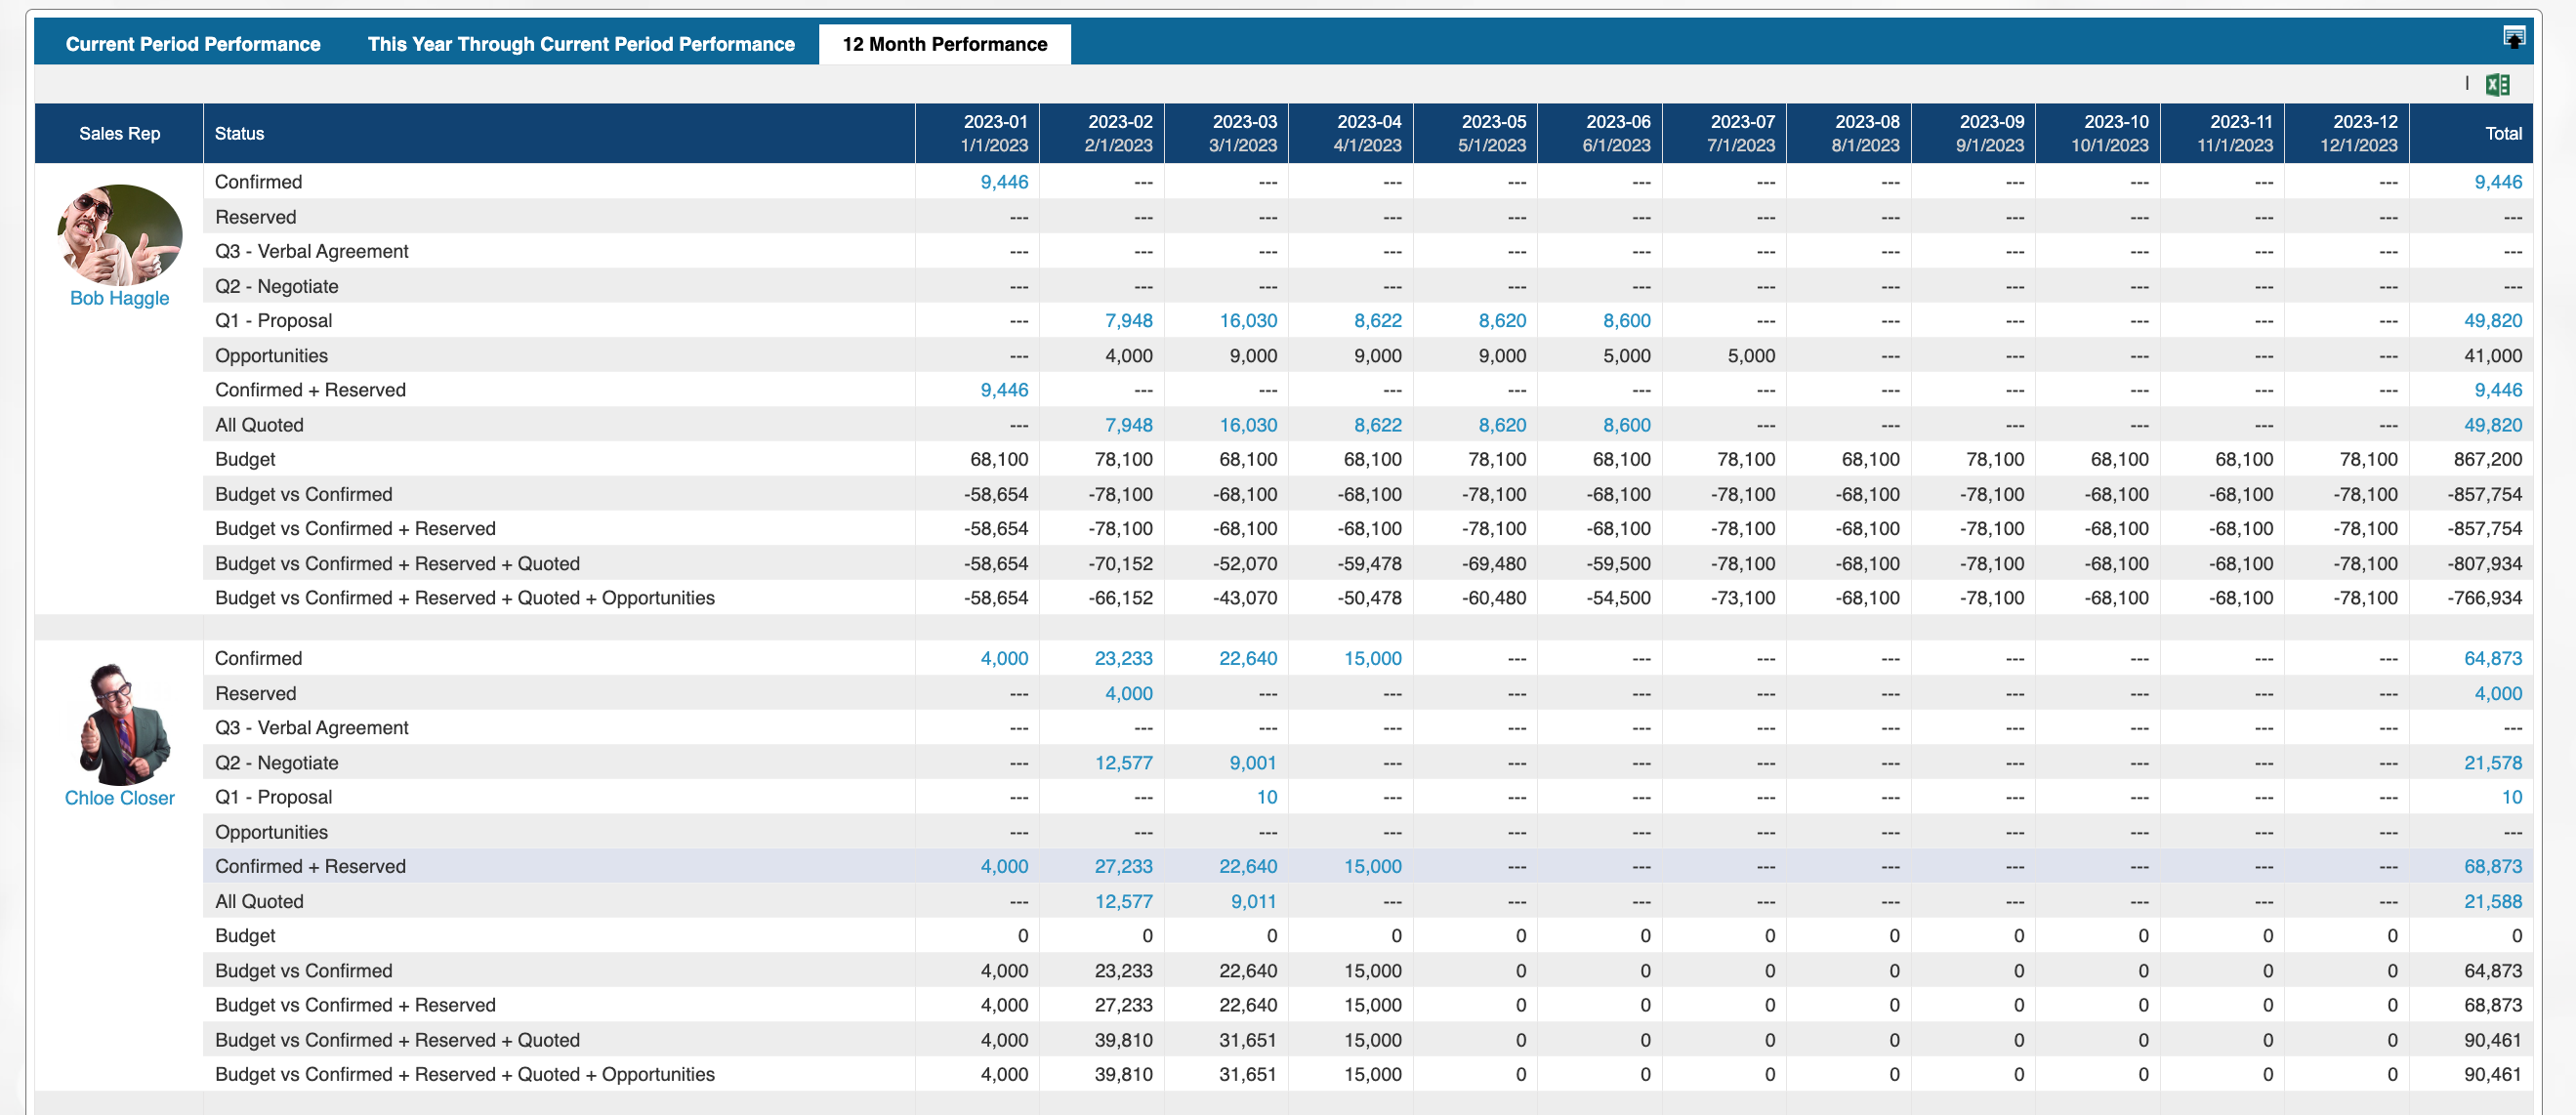 Current Period Performance This Year Through Current Period Performance 12 Month Performance
Sales Rep Status 2023-01 2023-02 2023-03 2023-04 2023-05 2023-06 2023-07 2023-08 2023-09 2023-10 2023-11 2023-12 Total
1/1/2023 2/1/2023 3/1/2023 4/1/2023 5/1/2023 6/1/2023 7/1/2023 8/1/2023 9/1/2023 10/1/2023 11/1/2023 12/1/2023
Confirmed 9,446 --- --- --- --- --- --- --- --- --- --- --- 9,446
Reserved --- --- --- --- --- --- --- --- --- --- --- --- ---
Q3 - Verbal Agreement --- --- --- --- --- --- --- --- --- --- --- --- ---
Q2 - Negotiate --- --- --- --- --- --- --- --- --- --- --- --- ---
Bob Haggle
Q1 - Proposal --- 7,948 16,030 8,622 8,620 8,600 --- --- --- --- --- --- 49,820
Opportunities --- 4,000 9,000 9,000 9,000 5,000 5,000 --- --- --- --- --- 41,000
Confirmed + Reserved 9,446 --- --- --- --- --- --- --- --- --- --- --- 9,446
All Quoted --- 7,948 16,030 8,622 8,620 8,600 --- --- --- --- --- --- 49,820
Budget 68,100 78,100 68,100 68,100 78,100 68,100 78,100 68,100 78,100 68,100 68,100 78,100 867,200
Budget vs Confirmed -58,654 -78,100 -68,100 -68,100 -78,100 -68,100 -78,100 -68,100 -78,100 -68,100 -68,100 -78,100 -857,754
Budget vs Confirmed + Reserved -58,654 -78,100 -68,100 -68,100 -78,100 -68,100 -78,100 -68,100 -78,100 -68,100 -68,100 -78,100 -857,754
Budget vs Confirmed + Reserved + Quoted -58,654 -70,152 -52,070 -59,478 -69,480 -59,500 -78,100 -68,100 -78,100 -68,100 -68,100 -78,100 -807,934
Budget vs Confirmed + Reserved + Quoted + Opportunities -58,654 -66,152 -43,070 -50,478 -60,480 -54,500 -73,100 -68,100 -78,100 -68,100 -68,100 -78,100 -766,934
Confirmed 4,000 23,233 22,640 15,000 --- --- --- --- --- --- --- --- 64,873
Reserved --- 4,000 --- --- --- --- --- --- --- --- --- --- 4,000
Q3 - Verbal Agreement --- --- --- --- --- --- --- --- --- --- --- --- ---
Q2 - Negotiate --- 12,577 9,001 --- --- --- --- --- --- --- --- --- 21,578
Chloe Closer
Q1 - Proposal --- --- 10 --- --- --- --- --- --- --- --- --- 10
Opportunities --- --- --- --- --- --- --- --- --- --- --- --- ---
Confirmed + Reserved 4,000 27,233 22,640 15,000 --- --- --- --- --- --- --- --- 68,873
All Quoted --- 12,577 9,011 --- --- --- --- --- --- --- --- --- 21,588
Budget 0 0 0 0 0 0 0 0 0 0 0 0 0
Budget vs Confirmed 4,000 23,233 22,640 15,000 0 0 0 0 0 0 0 0 64,873
Budget vs Confirmed + Reserved 4,000 27,233 22,640 15,000 0 0 0 0 0 0 0 0 68,873
Budget vs Confirmed + Reserved + Quoted 4,000 39,810 31,651 15,000 0 0 0 0 0 0 0 0 90,461
Budget vs Confirmed + Reserved + Quoted + Opportunities 4,000 39,810 31,651 15,000 0 0 0 0 0 0 0 0 90,461